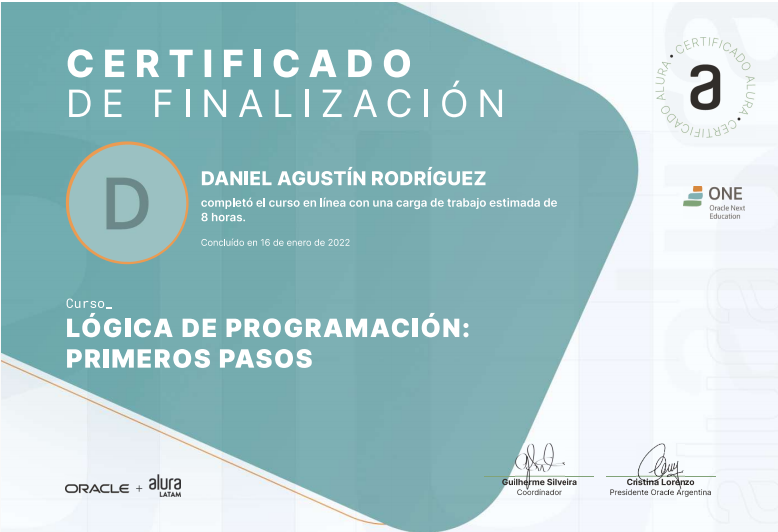 CERTIFICADO
DE FINALIZACIÓN
CERTIFICADO ALURA • CERTIFICADO ALURA •
a
D
DANIEL AGUSTÍN RODRÍGUEZ
completó el curso en línea con una carga de trabajo estimada de
8 horas.
Concluído en 16 de enero de 2022
ONE
Oracle Next
Education
Curso_
LÓGICA DE PROGRAMACIÓN:
PRIMEROS PASOS
ORACLE + alura
LATAM
Guilherme Silveira
Coordinador
Cristina Lorenzo
Presidente Oracle Argentina